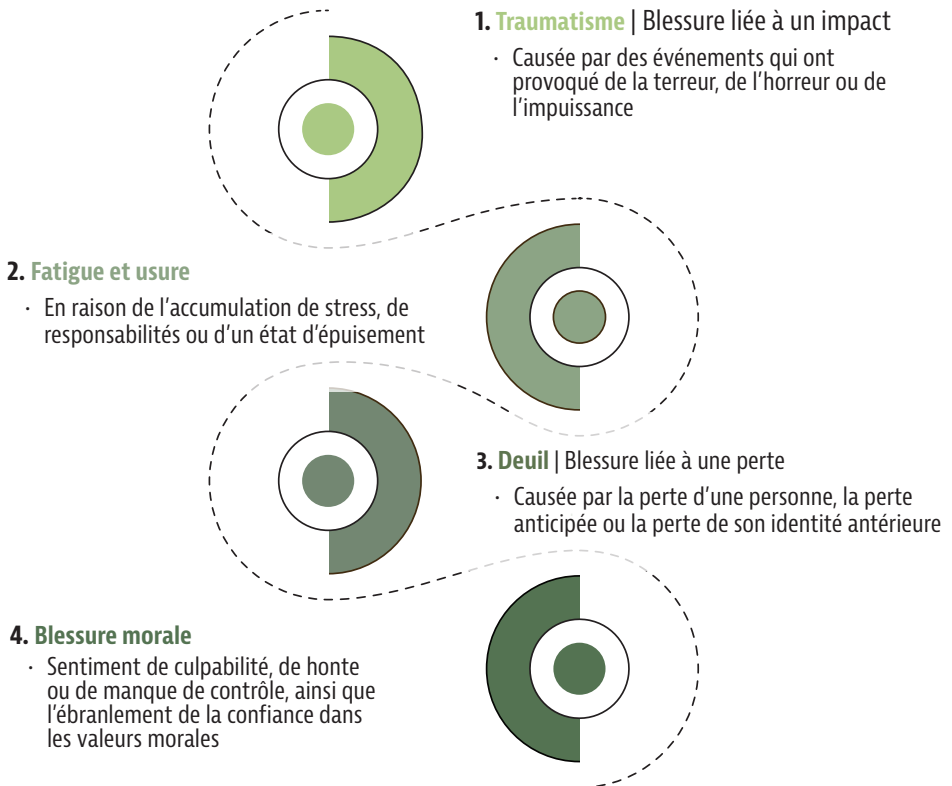 1. Traumatisme | Blessure liée à un impact
· Causée par des événements qui ont
provoqué de la terreur, de l'horreur ou de
l'impuissance
2. Fatigue et usure
· En raison de l'accumulation de stress, de
responsabilités ou d'un état d'épuisement
3. Deuil | Blessure liée à une perte
· Causée par la perte d'une personne, la perte
anticipée ou la perte de son identité antérieure
4. Blessure morale
· Sentiment de culpabilité, de honte
ou de manque de contrôle, ainsi que
l'ébranlement de la confiance dans
les valeurs morales